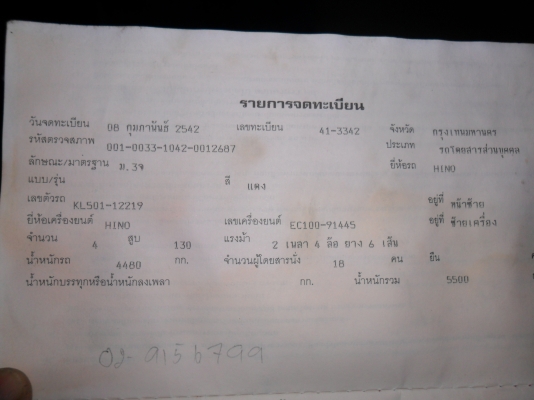 รายการจดทะเบียน
วันจดทะเบียน 08 กุมภาพันธ์ 2542 เลขทะเบียน 41-3342 จังหวัด กรุงเทพมหานคร
รหัสตรวจสภาพ 001-0033-1042-0012687 ประเภท รถโดยสารส่วนบุคคล
ลักษณะ/มาตรฐาน ม.3จ ยี่ห้อรถ HINO
แบบ/รุ่น สี แดง
เลขตัวรถ KL501-12219 อยู่ที่ หน้าซ้าย
ยี่ห้อเครื่องยนต์ HINO เลขเครื่องยนต์ EC100-91445 อยู่ที่ ซ้ายเครื่อง
จำนวน 4 สูบ 130 แรงม้า 2 เพลา 4 ล้อ ยาง 6 เส้น
น้ำหนักรถ 4480 กก. จำนวนผู้โดยสารนั่ง 18 คน ยืน
น้ำหนักบรรทุกหรือน้ำหนักลงเพลา กก. น้ำหนักรวม 5500
02-9156799